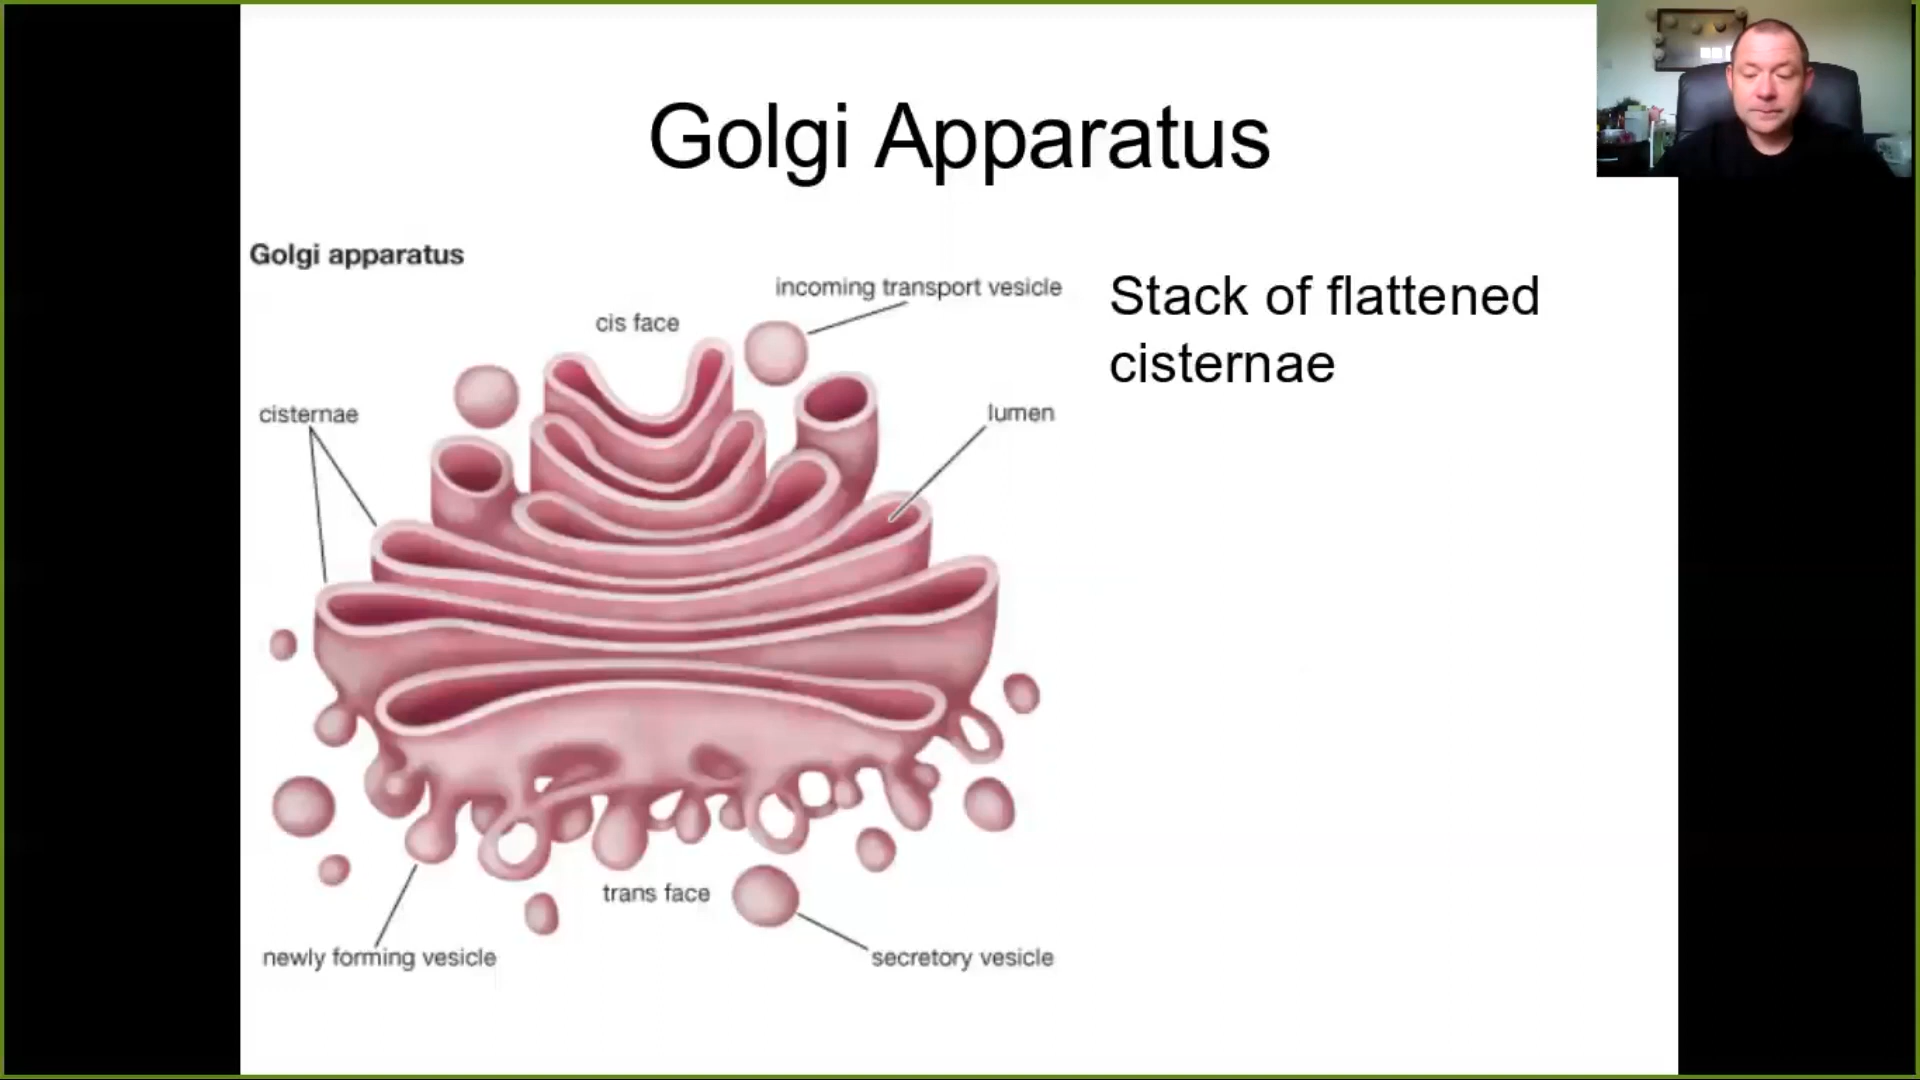 Golgi Apparatus
Golgi apparatus
incoming transport vesicle
cis face
cisternae
lumen
trans face
newly forming vesicle
secretory vesicle
Stack of flattened
cisternae